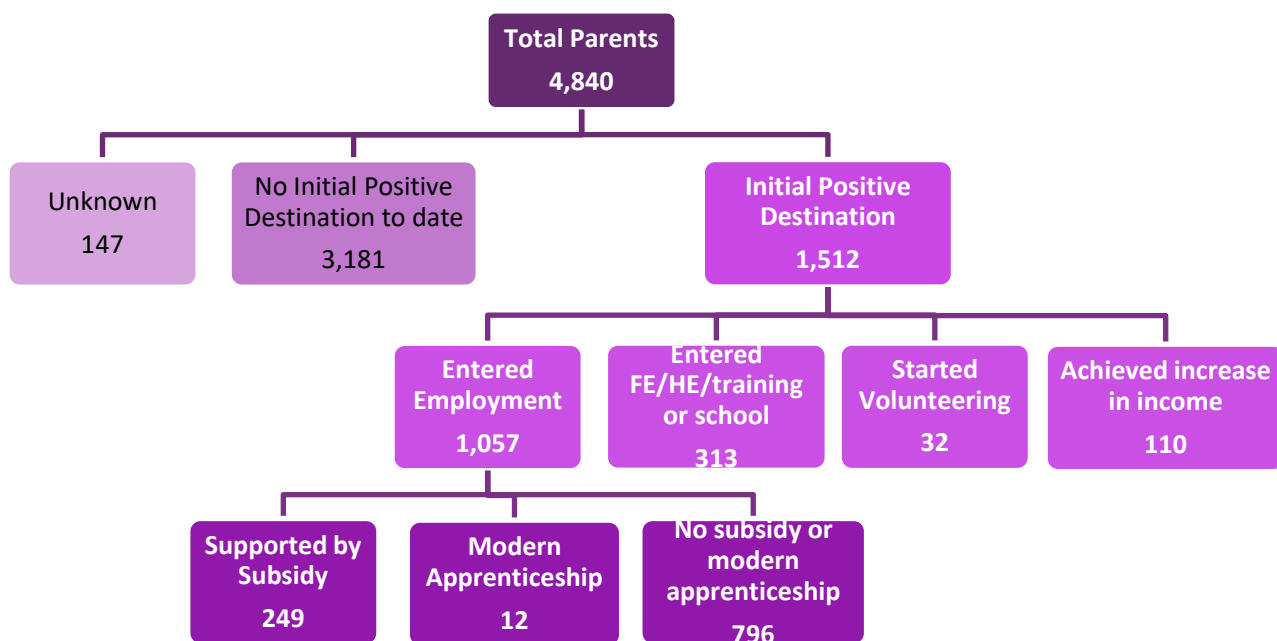 Total Parents
4,840
Unknown
147
No Initial Positive
Destination to date
3,181
Initial Positive
Destination
1,512
Entered
Employment
1,057
Entered
FE/HE/training
or school
313
Started
Volunteering
32
Achieved increase
in income
110
Supported by
Subsidy
249
Modern
Apprenticeship
12
No subsidy or
modern
apprenticeship
796